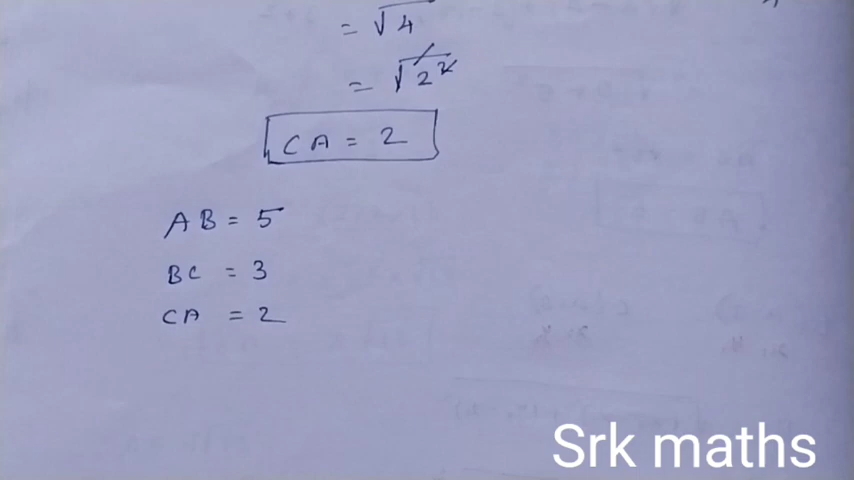 = √4
= √2²
CA = 2
AB = 5
BC = 3
CA = 2
Srk maths